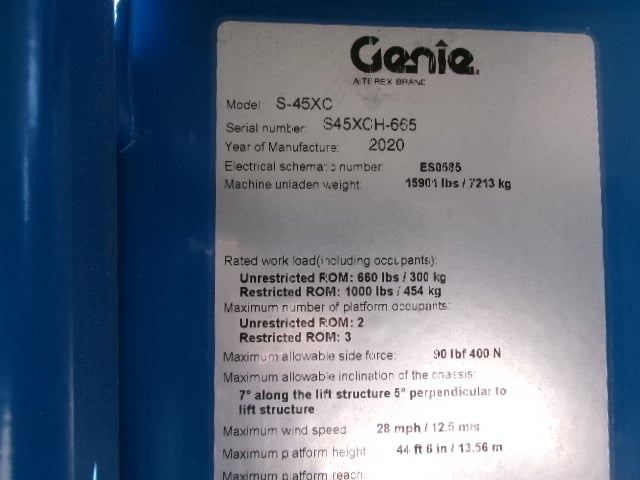 Genie
A TEREX BRAND
Model: S-45XC
Serial number: S45XCH-665
Year of Manufacture: 2020
Electrical schematic number: ES0585
Machine unladen weight: 15901 lbs / 7213 kg
Rated work load(including occupants):
Unrestricted ROM: 660 lbs / 300 kg
Restricted ROM: 1000 lbs / 454 kg
Maximum number of platform occupants:
Unrestricted ROM: 2
Restricted ROM: 3
Maximum allowable side force: 90 lbf 400 N
Maximum allowable inclination of the chassis:
7° along the lift structure 5° perpendicular to
lift structure
Maximum wind speed 28 mph / 12.5 m/s
Maximum platform height 44 ft 6 in / 13.56 m
Maximum platform reach: